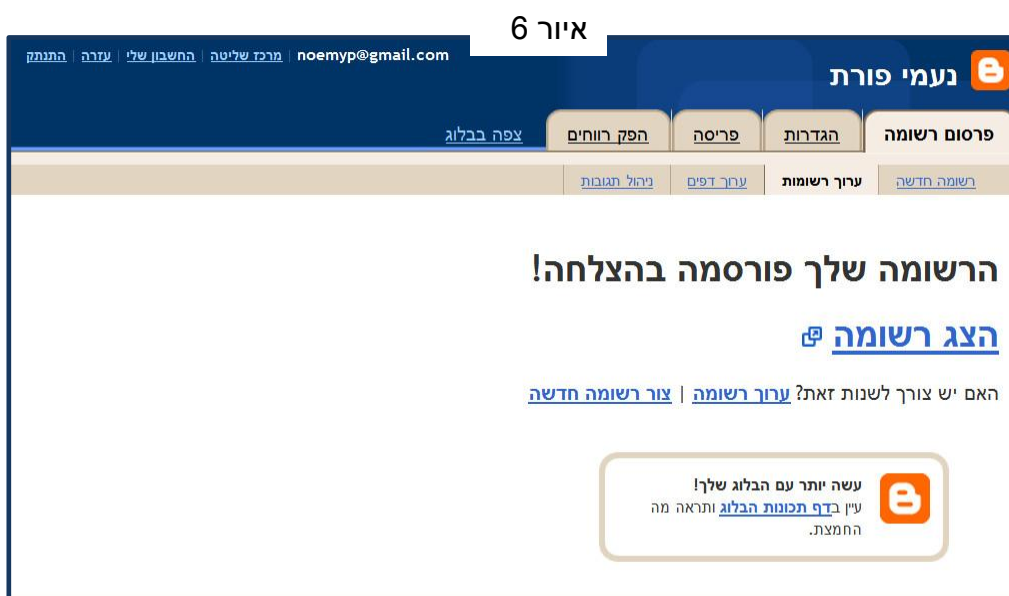 איור 6
noemyp@gmail.com | מרכז שליטה | החשבון שלי | עזרה | התנתק
נעמי פורת
פרסום רשומה הגדרות פריסה הפק רווחים צפה בבלוג
רשומה חדשה ערוך רשומות ערוך דפים ניהול תגובות
הרשומה שלך פורסמה בהצלחה!
הצג רשומה
האם יש צורך לשנות זאת? ערוך רשומה | צור רשומה חדשה
עשה יותר עם הבלוג שלך!
עיין בדף תכונות הבלוג ותראה מה
החמצת.